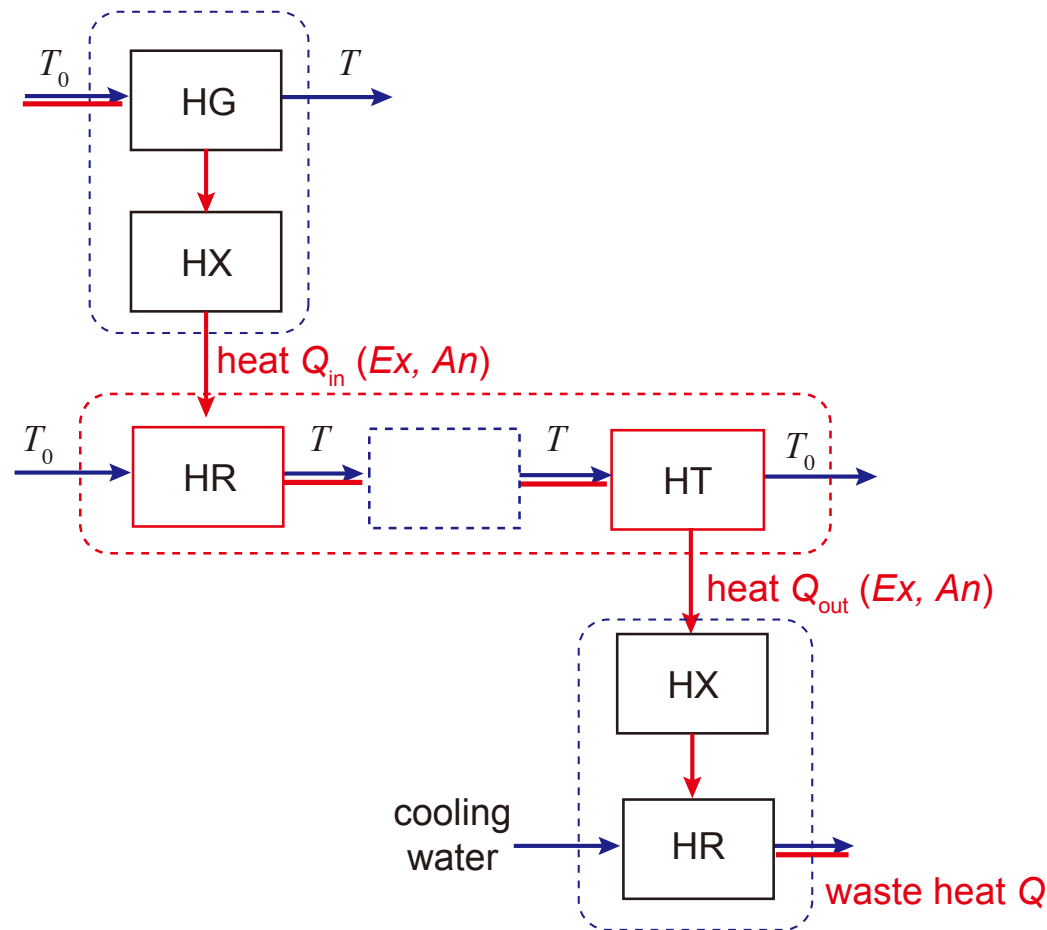 T0
T
HG
HX
heat Qin (Ex, An)
T0
T
T
T0
HR
HT
heat Qout (Ex, An)
HX
cooling
water
HR
waste heat Q